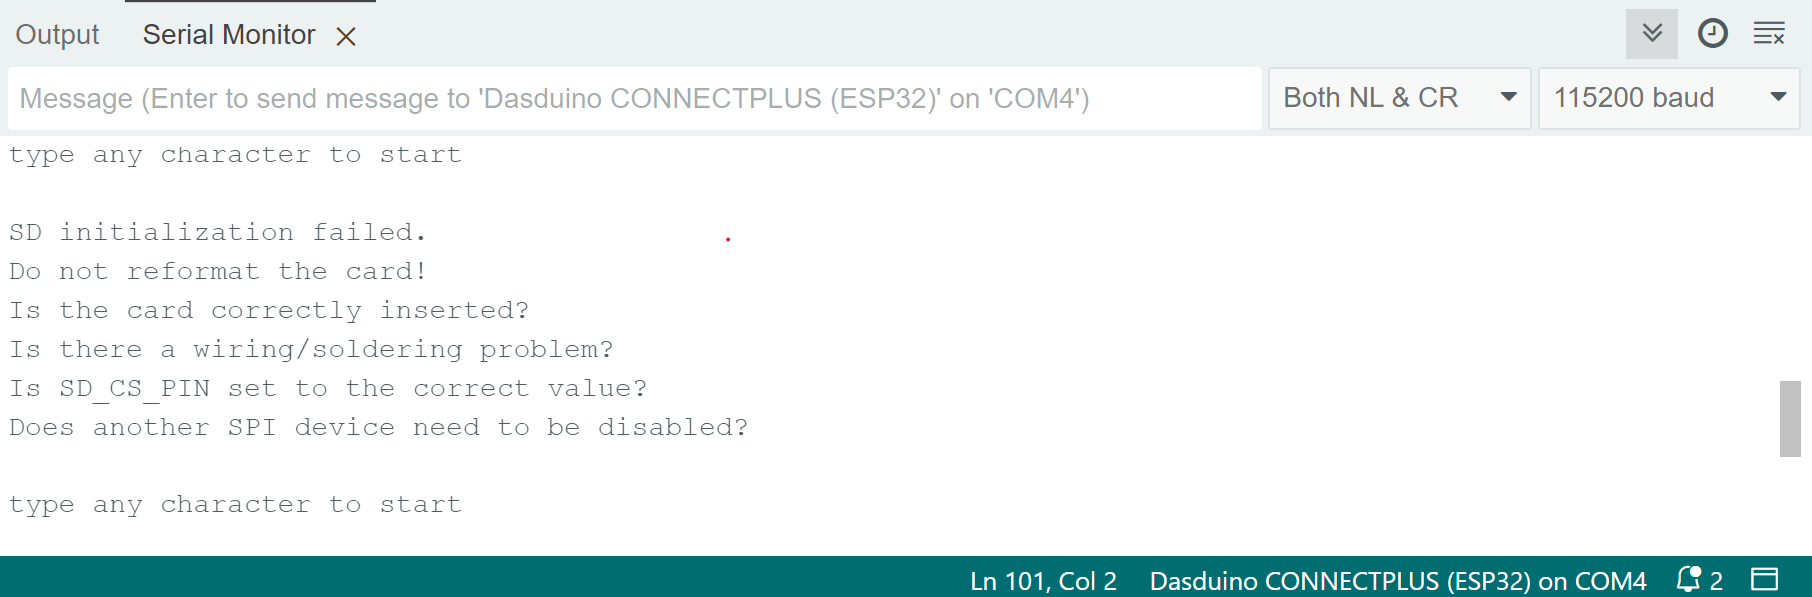 Output Serial Monitor
Message (Enter to send message to 'Dasduino CONNECTPLUS (ESP32)' on 'COM4') Both NL & CR 115200 baud
type any character to start
SD initialization failed.
Do not reformat the card!
Is the card correctly inserted?
Is there a wiring/soldering problem?
Is SD_CS_PIN set to the correct value?
Does another SPI device need to be disabled?
type any character to start
Ln 101, Col 2 Dasduino CONNECTPLUS (ESP32) on COM4 2